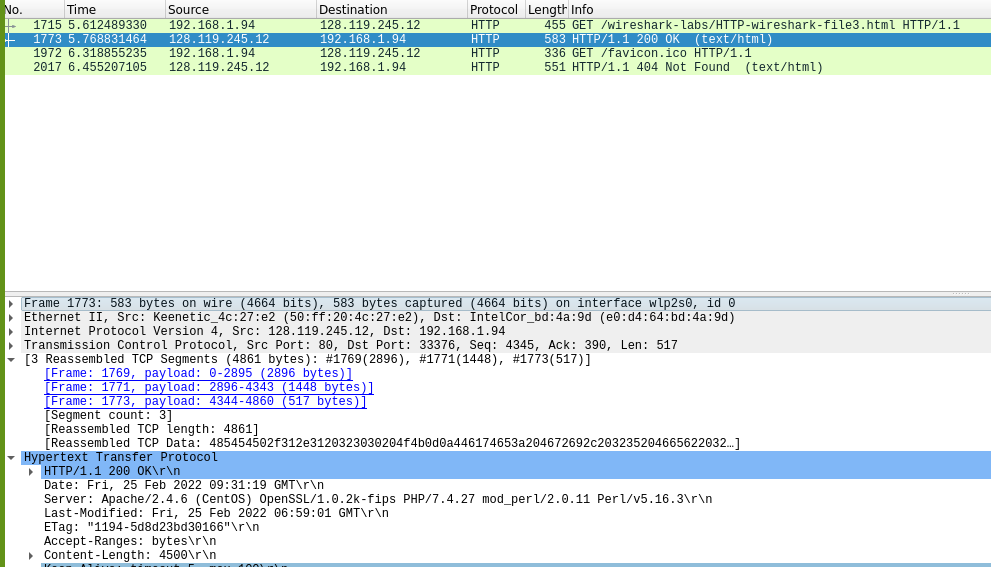 No. Time Source Destination Protocol Length Info
1715 5.612489330 192.168.1.94 128.119.245.12 HTTP 455 GET /wireshark-labs/HTTP-wireshark-file3.html HTTP/1.1
1773 5.768831464 128.119.245.12 192.168.1.94 HTTP 583 HTTP/1.1 200 OK (text/html)
1972 6.318855235 192.168.1.94 128.119.245.12 HTTP 336 GET /favicon.ico HTTP/1.1
2017 6.455207105 128.119.245.12 192.168.1.94 HTTP 551 HTTP/1.1 404 Not Found (text/html)
Frame 1773: 583 bytes on wire (4664 bits), 583 bytes captured (4664 bits) on interface wlp2s0, id 0
Ethernet II, Src: Keenetic_4c:27:e2 (50:ff:20:4c:27:e2), Dst: IntelCor_bd:4a:9d (e0:d4:64:bd:4a:9d)
Internet Protocol Version 4, Src: 128.119.245.12, Dst: 192.168.1.94
Transmission Control Protocol, Src Port: 80, Dst Port: 33376, Seq: 4345, Ack: 390, Len: 517
[3 Reassembled TCP Segments (4861 bytes): #1769(2896), #1771(1448), #1773(517)]
[Frame: 1769, payload: 0-2895 (2896 bytes)]
[Frame: 1771, payload: 2896-4343 (1448 bytes)]
[Frame: 1773, payload: 4344-4860 (517 bytes)]
[Segment count: 3]
[Reassembled TCP length: 4861]
[Reassembled TCP Data: 485454502f312e3120323030204f4b0d0a446174653a204672692c203235204665622032…]
Hypertext Transfer Protocol
HTTP/1.1 200 OK\r\n
Date: Fri, 25 Feb 2022 09:31:19 GMT\r\n
Server: Apache/2.4.6 (CentOS) OpenSSL/1.0.2k-fips PHP/7.4.27 mod_perl/2.0.11 Perl/v5.16.3\r\n
Last-Modified: Fri, 25 Feb 2022 06:59:01 GMT\r\n
ETag: "1194-5d8d23bd30166"\r\n
Accept-Ranges: bytes\r\n
Content-Length: 4500\r\n
Keep-Alive: timeout=5, max=100\r\n